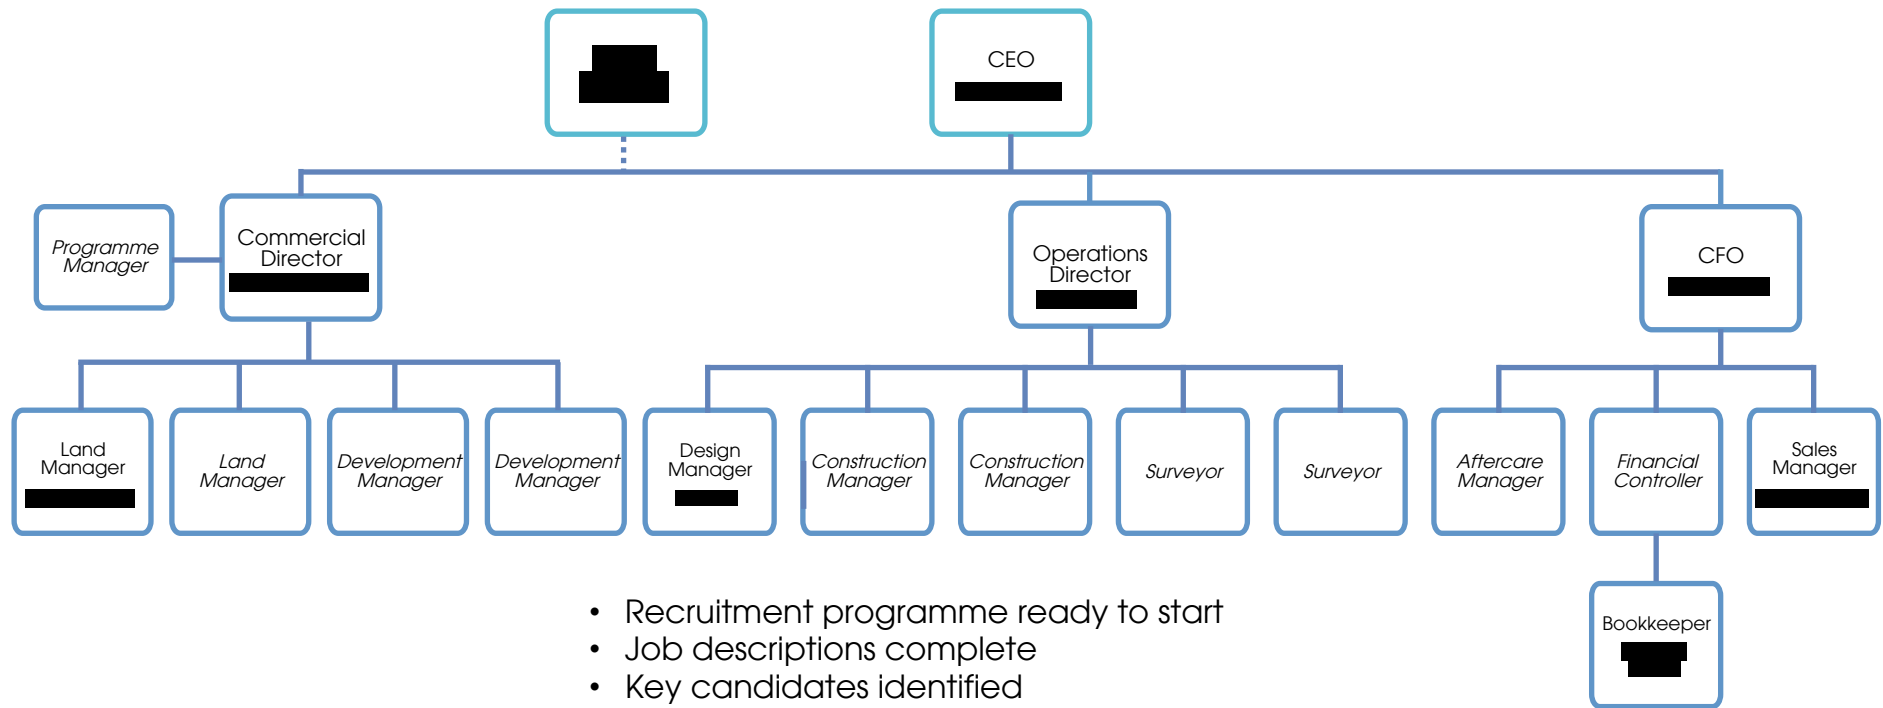 CEO
Programme
Manager
Commercial
Director
Operations
Director
CFO
Land
Manager
Land
Manager
Development
Manager
Development
Manager
Design
Manager
Construction
Manager
Construction
Manager
Surveyor
Surveyor
Aftercare
Manager
Financial
Controller
Sales
Manager
Bookkeeper
• Recruitment programme ready to start
• Job descriptions complete
• Key candidates identified